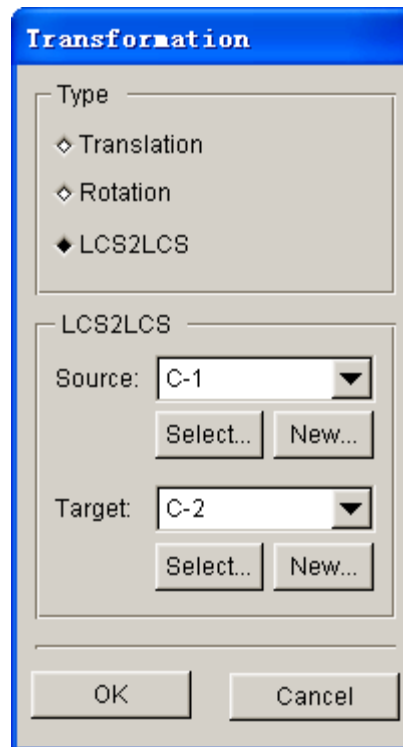 Transformation
Type
Translation
Rotation
LCS2LCS
LCS2LCS
Source: C-1
Select... New...
Target: C-2
Select... New...
OK Cancel